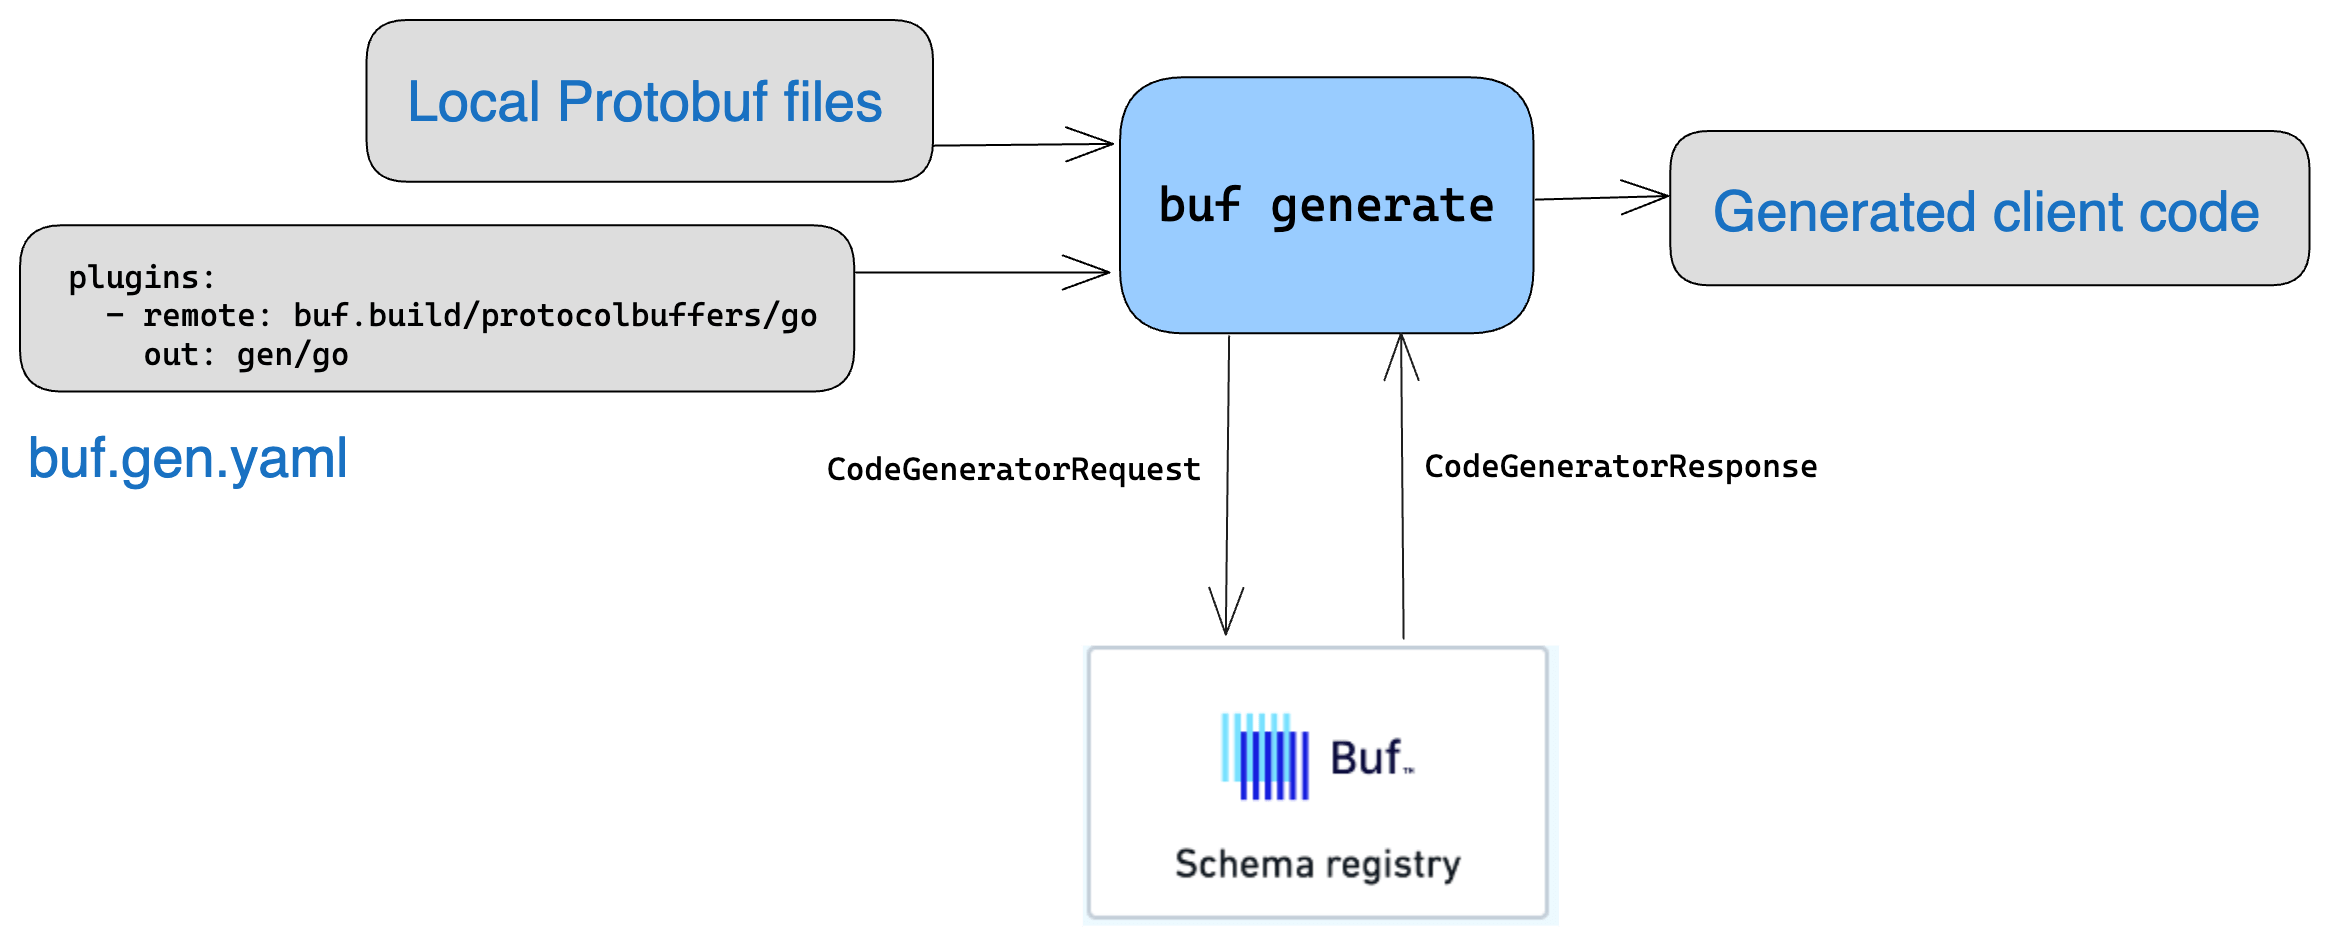 Local Protobuf files
plugins:
  - remote: buf.build/protocolbuffers/go
    out: gen/go
buf.gen.yaml
buf generate
Generated client code
CodeGeneratorRequest
CodeGeneratorResponse
Buf™
Schema registry